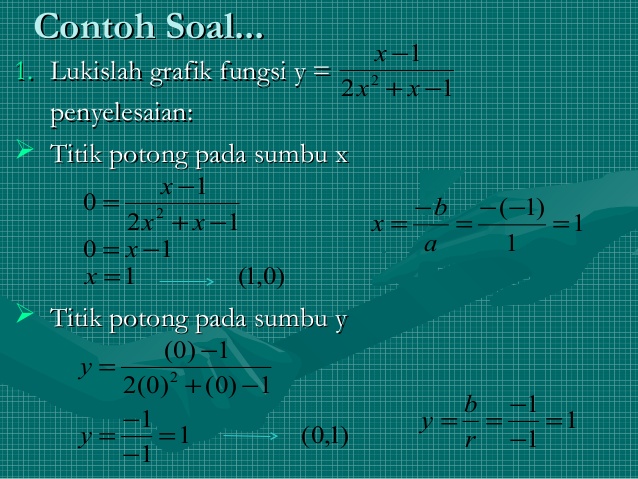 Contoh Soal...
1. Lukislah grafik fungsi y = \frac{x-1}{2x^2+x-1}
penyelesaian:
➢ Titik potong pada sumbu x
0 = \frac{x-1}{2x^2+x-1}
x = \frac{-b}{a} = \frac{-(-1)}{1} = 1
0 = x-1
x = 1 → (1,0)
➢ Titik potong pada sumbu y
y = \frac{(0)-1}{2(0)^2+(0)-1}
y = \frac{-1}{-1} = 1 → (0,1)
y = \frac{b}{r} = \frac{-1}{-1} = 1